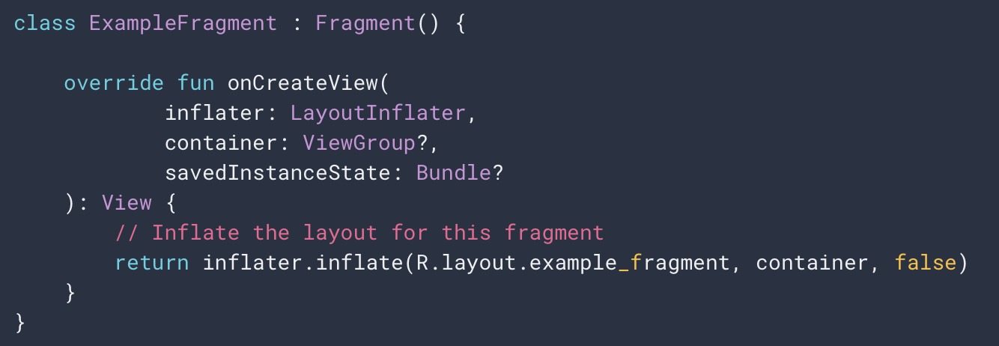 class ExampleFragment : Fragment() {
    override fun onCreateView(
            inflater: LayoutInflater,
            container: ViewGroup?,
            savedInstanceState: Bundle?
    ): View {
        // Inflate the layout for this fragment
        return inflater.inflate(R.layout.example_fragment, container, false)
    }
}